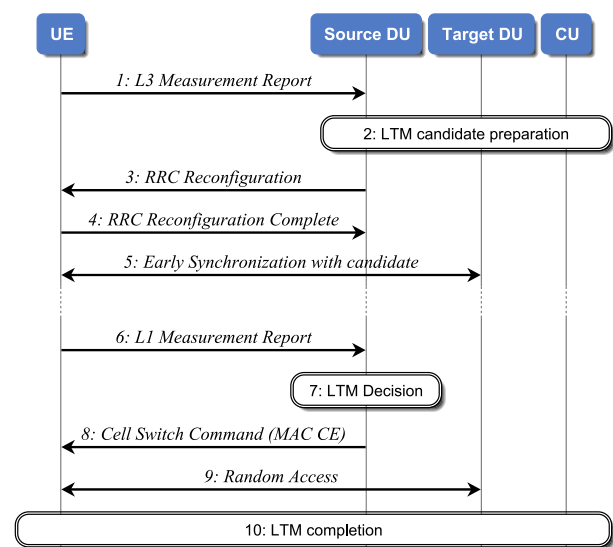 UE Source DU Target DU CU
1: L3 Measurement Report
2: LTM candidate preparation
3: RRC Reconfiguration
4: RRC Reconfiguration Complete
5: Early Synchronization with candidate
6: L1 Measurement Report
7: LTM Decision
8: Cell Switch Command (MAC CE)
9: Random Access
10: LTM completion